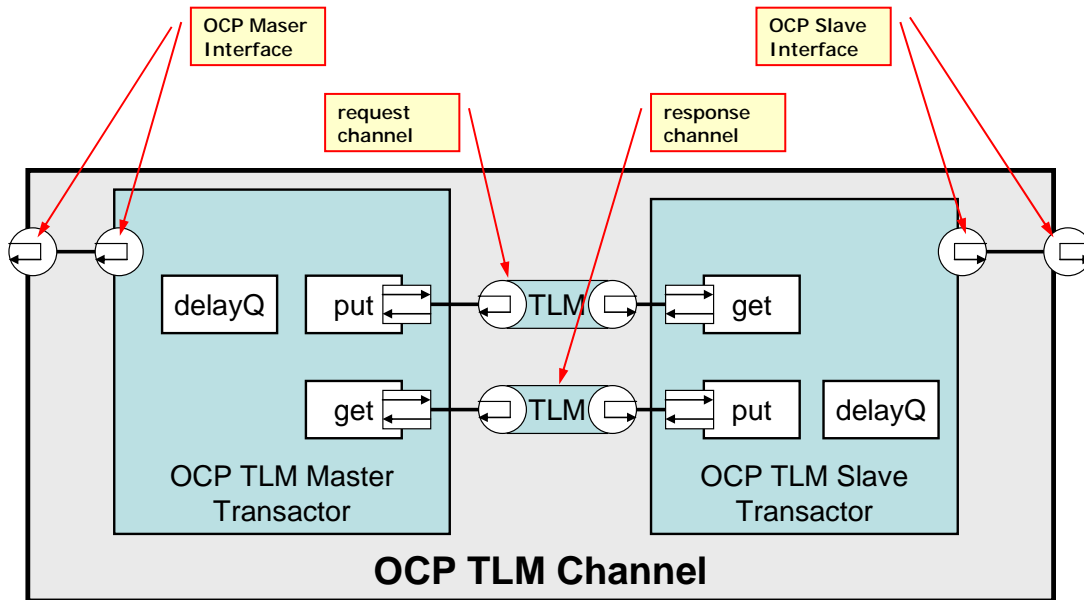 OCP Maser
Interface
OCP Slave
Interface
request
channel
response
channel
delayQ
put
TLM
get
get
TLM
put
delayQ
OCP TLM Master
Transactor
OCP TLM Slave
Transactor
OCP TLM Channel